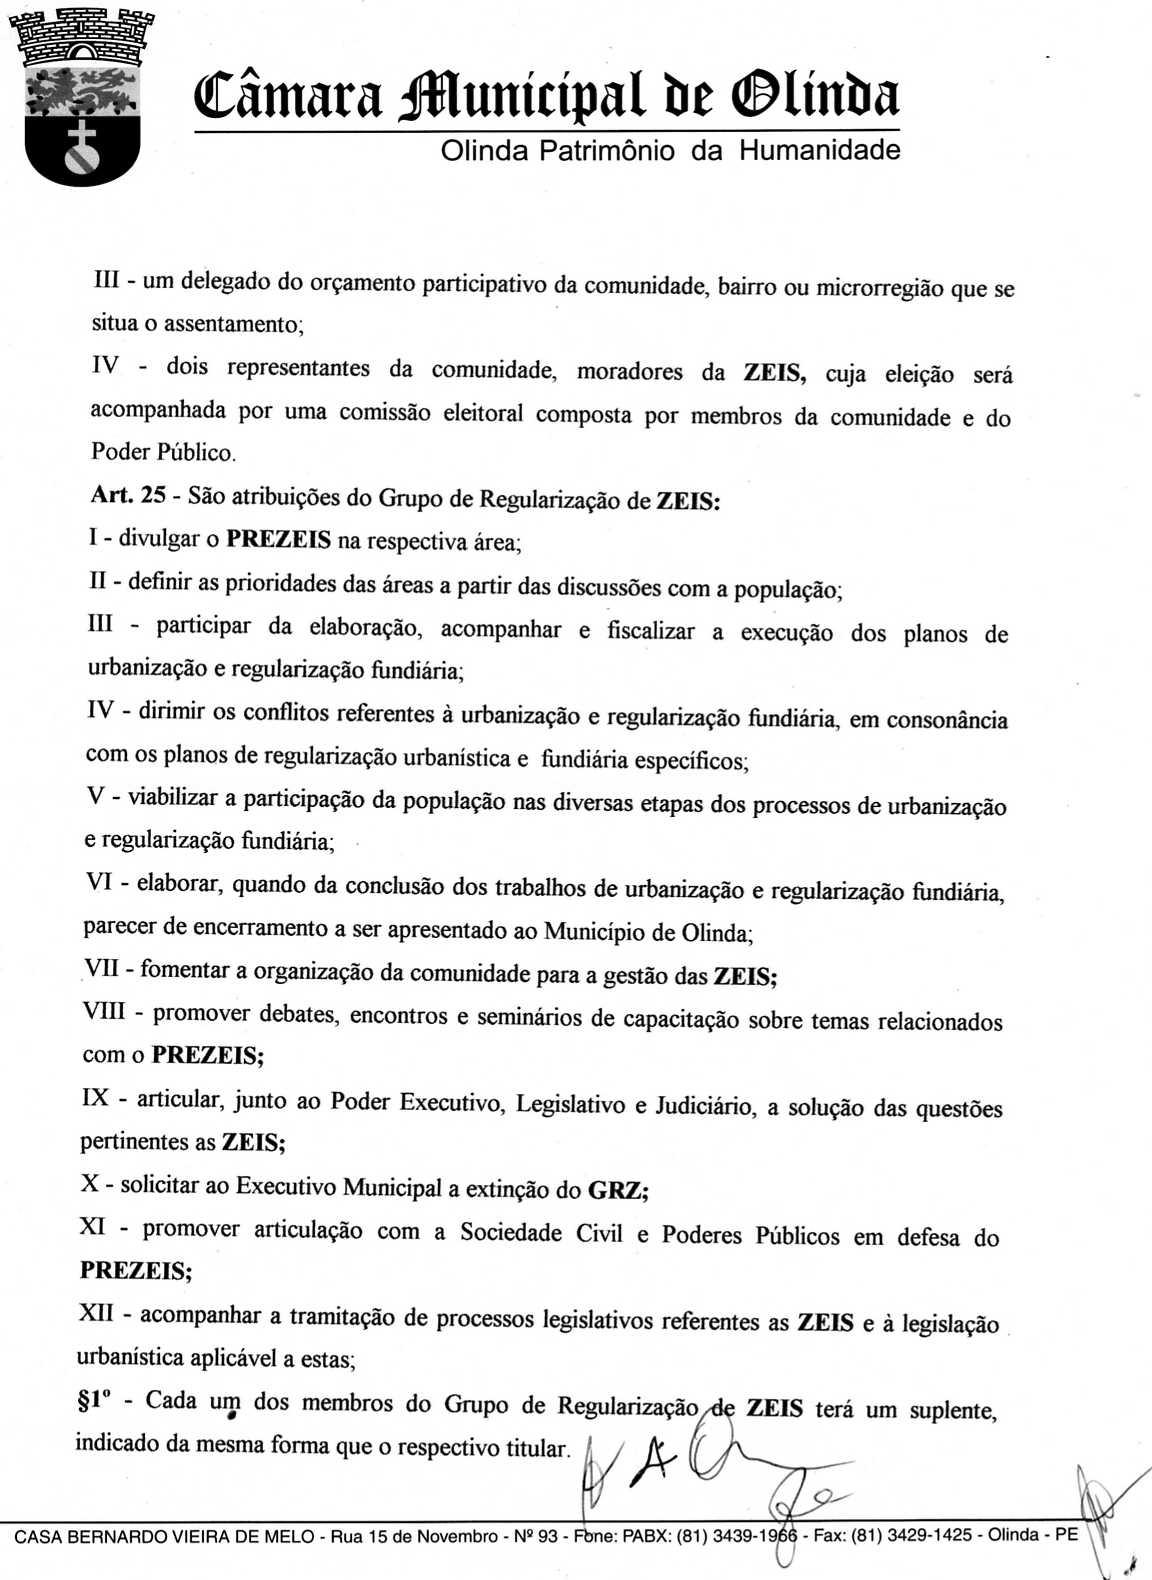 Câmara Municipal de Olinda
Olinda Patrimônio da Humanidade
III - um delegado do orçamento participativo da comunidade, bairro ou microrregião que se
situa o assentamento;
IV - dois representantes da comunidade, moradores da ZEIS, cuja eleição será
acompanhada por uma comissão eleitoral composta por membros da comunidade e do
Poder Público.
Art. 25 - São atribuições do Grupo de Regularização de ZEIS:
I - divulgar o PREZEIS na respectiva área;
II - definir as prioridades das áreas a partir das discussões com a população;
III - participar da elaboração, acompanhar e fiscalizar a execução dos planos de
urbanização e regularização fundiária;
IV - dirimir os conflitos referentes à urbanização e regularização fundiária, em consonância
com os planos de regularização urbanística e fundiária específicos;
V - viabilizar a participação da população nas diversas etapas dos processos de urbanização
e regularização fundiária;
VI - elaborar, quando da conclusão dos trabalhos de urbanização e regularização fundiária,
parecer de encerramento a ser apresentado ao Município de Olinda;
VII - fomentar a organização da comunidade para a gestão das ZEIS;
VIII - promover debates, encontros e seminários de capacitação sobre temas relacionados
com o PREZEIS;
IX - articular, junto ao Poder Executivo, Legislativo e Judiciário, a solução das questões
pertinentes as ZEIS;
X - solicitar ao Executivo Municipal a extinção do GRZ;
XI - promover articulação com a Sociedade Civil e Poderes Públicos em defesa do
PREZEIS;
XII - acompanhar a tramitação de processos legislativos referentes as ZEIS e à legislação
urbanística aplicável a estas;
§1º - Cada um dos membros do Grupo de Regularização de ZEIS terá um suplente,
indicado da mesma forma que o respectivo titular.
CASA BERNARDO VIEIRA DE MELO - Rua 15 de Novembro - Nº 93 - Fone: PABX: (81) 3439-1966 - Fax: (81) 3429-1425 - Olinda - PE